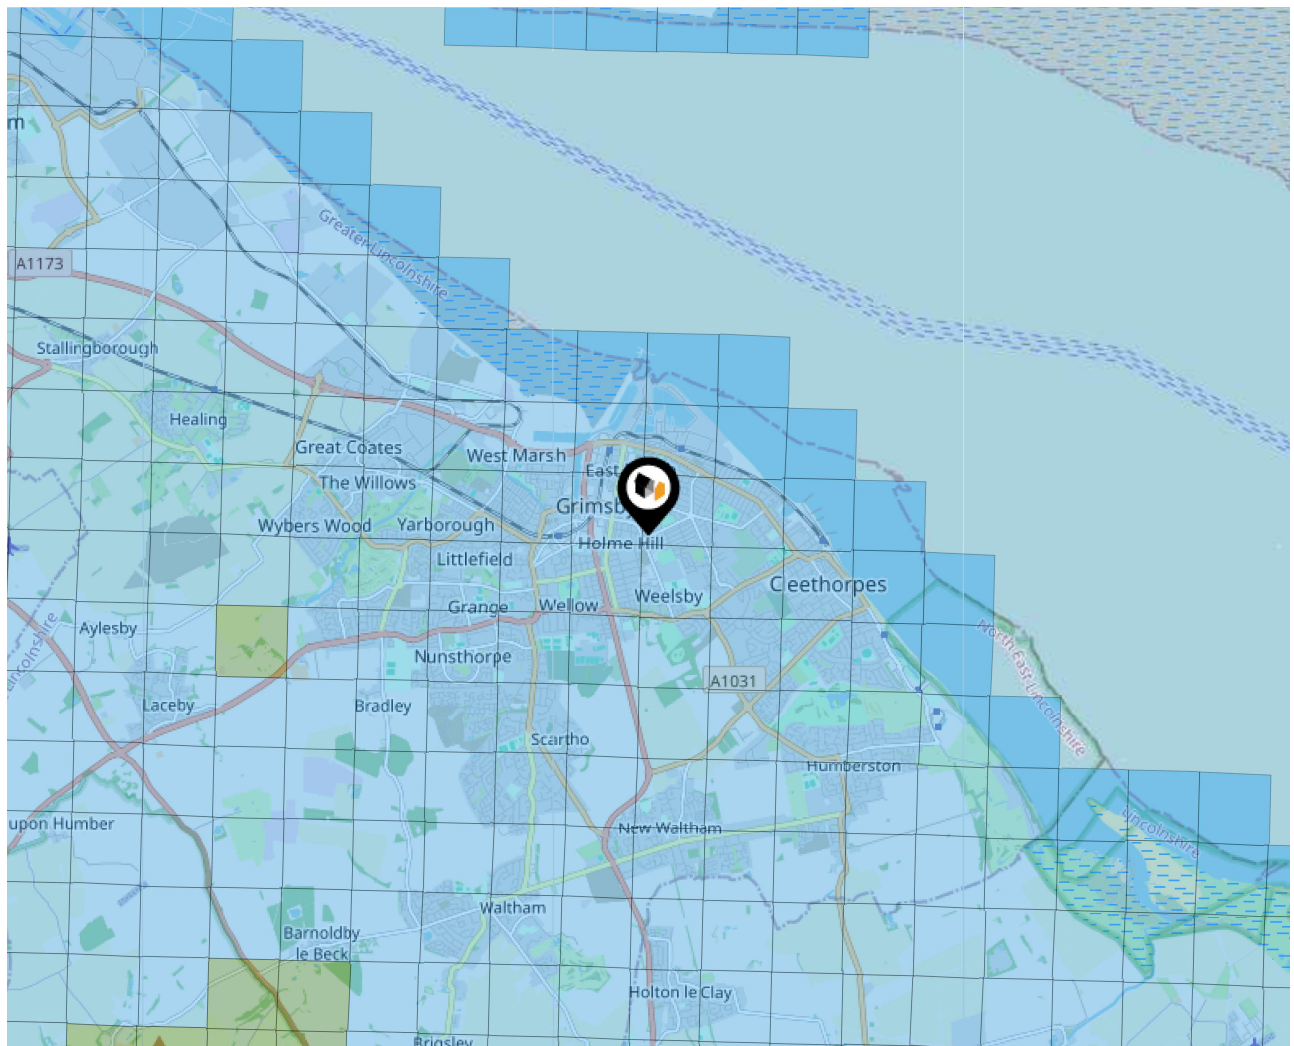 m
Greater Lincolnshire
A1173
Stallingborough
Healing
Great Coates
West Marsh
East
The Willows
Grimsby
Wybers Wood
Yarborough
Holme Hill
Littlefield
Cleethorpes
Weelsby
Grange
Wellow
Aylesby
Lincolnshire
North East Lincolnshire
Nunsthorpe
A1031
Laceby
Bradley
Scartho
Humberston
upon Humber
New Waltham
Lincolnshire
Waltham
Barnoldby
le Beck
Holton le Clay
Brigsley